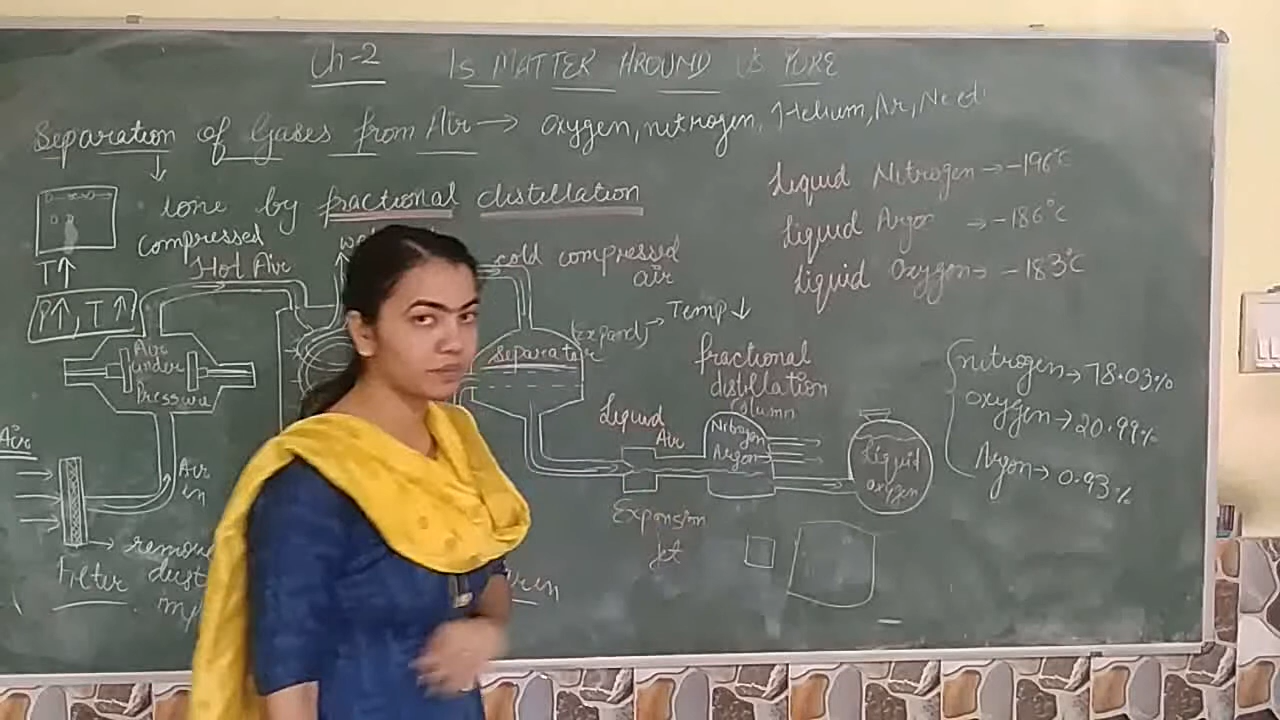 Ch-2 IS MATTER AROUND US PURE
Separation of Gases from Air → oxygen, nitrogen, Helium, Ar, Ne etc.
↓
ione by fractional distillation
Liquid Nitrogen → -196°C
Liquid Argo → -186°C
Liquid Oxygen → -183°C
compressed
Hot Air
cold compressed
air
T↑
P↑, T↑
Air
under
Pressure
Separator
(expand) → Temp ↓
fractional
distillation
column
Liquid
Air
Nitrogen
Argon
Liquid
oxygen
Expansion
Jet
nitrogen → 78.03%
oxygen → 20.99%
Argon → 0.93%
Air
Air
in
→ remove
Filter dust